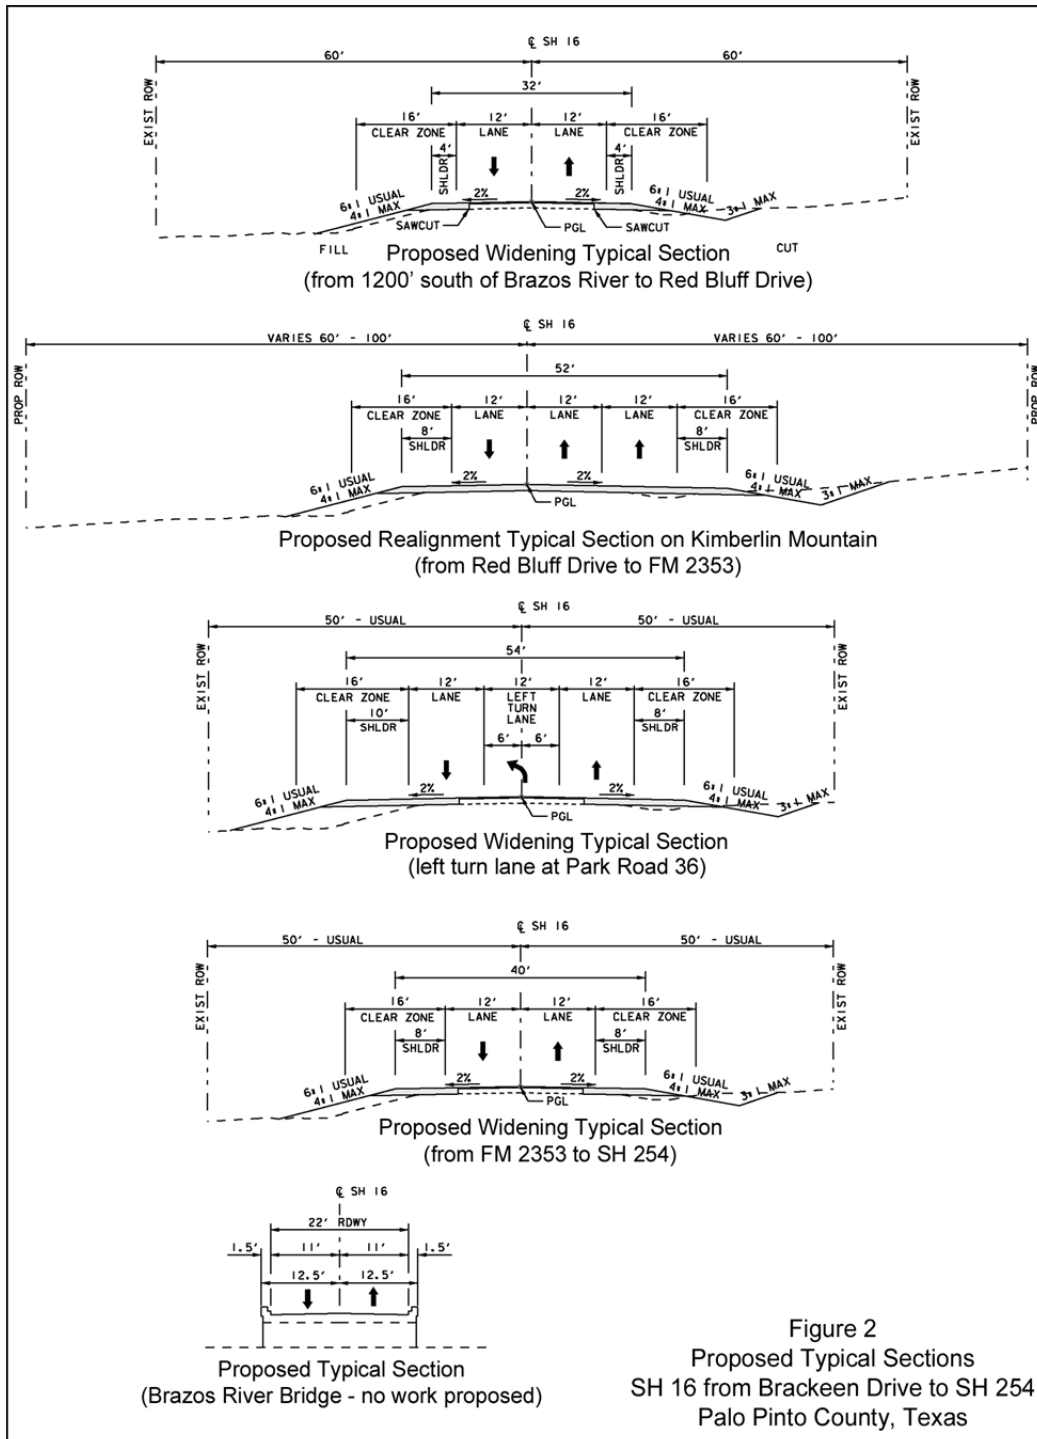 ℄ SH 16
60' 60'
32'
EXIST ROW EXIST ROW
16' 12' 12' 16'
CLEAR ZONE LANE LANE CLEAR ZONE
4' 4'
SHLDR SHLDR
2% 2%
6:1 USUAL 6:1 USUAL
4:1 MAX 4:1 MAX 3:1 MAX
SAWCUT PGL SAWCUT
FILL CUT
Proposed Widening Typical Section
(from 1200' south of Brazos River to Red Bluff Drive)
℄ SH 16
VARIES 60' - 100' VARIES 60' - 100'
52'
PROP ROW PROP ROW
16' 12' 12' 12' 16'
CLEAR ZONE LANE LANE LANE CLEAR ZONE
8' 8'
SHLDR SHLDR
2% 2%
6:1 USUAL 6:1 USUAL
4:1 MAX 4:1 MAX 3:1 MAX
PGL
Proposed Realignment Typical Section on Kimberlin Mountain
(from Red Bluff Drive to FM 2353)
℄ SH 16
50' - USUAL 50' - USUAL
54'
EXIST ROW EXIST ROW
16' 12' 12' 12' 16'
CLEAR ZONE LANE LEFT TURN LANE LANE CLEAR ZONE
10' 8'
SHLDR SHLDR
6' 6'
2% 2%
6:1 USUAL 6:1 USUAL
4:1 MAX 4:1 MAX 3:1 MAX
PGL
Proposed Widening Typical Section
(left turn lane at Park Road 36)
℄ SH 16
50' - USUAL 50' - USUAL
40'
EXIST ROW EXIST ROW
16' 12' 12' 16'
CLEAR ZONE LANE LANE CLEAR ZONE
8' 8'
SHLDR SHLDR
2% 2%
6:1 USUAL 6:1 USUAL
4:1 MAX 4:1 MAX 3:1 MAX
PGL
Proposed Widening Typical Section
(from FM 2353 to SH 254)
℄ SH 16
22' RDWY
1.5' 11' 11' 1.5'
12.5' 12.5'
Proposed Typical Section
(Brazos River Bridge - no work proposed)
Figure 2
Proposed Typical Sections
SH 16 from Brackeen Drive to SH 254
Palo Pinto County, Texas